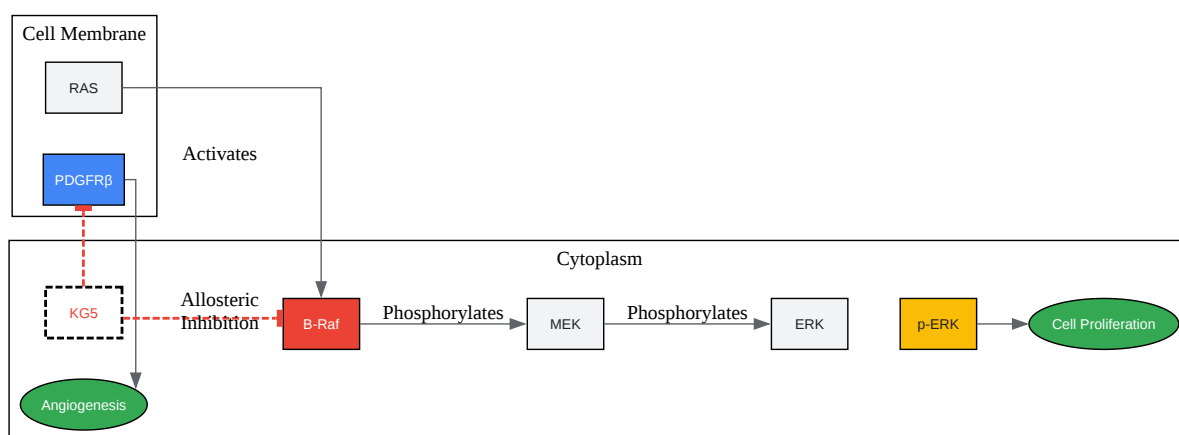 Cell Membrane
RAS
Activates
PDGFRβ
Cytoplasm
KG5
Allosteric
Inhibition
B-Raf
Phosphorylates
MEK
Phosphorylates
ERK
p-ERK
Cell Proliferation
Angiogenesis